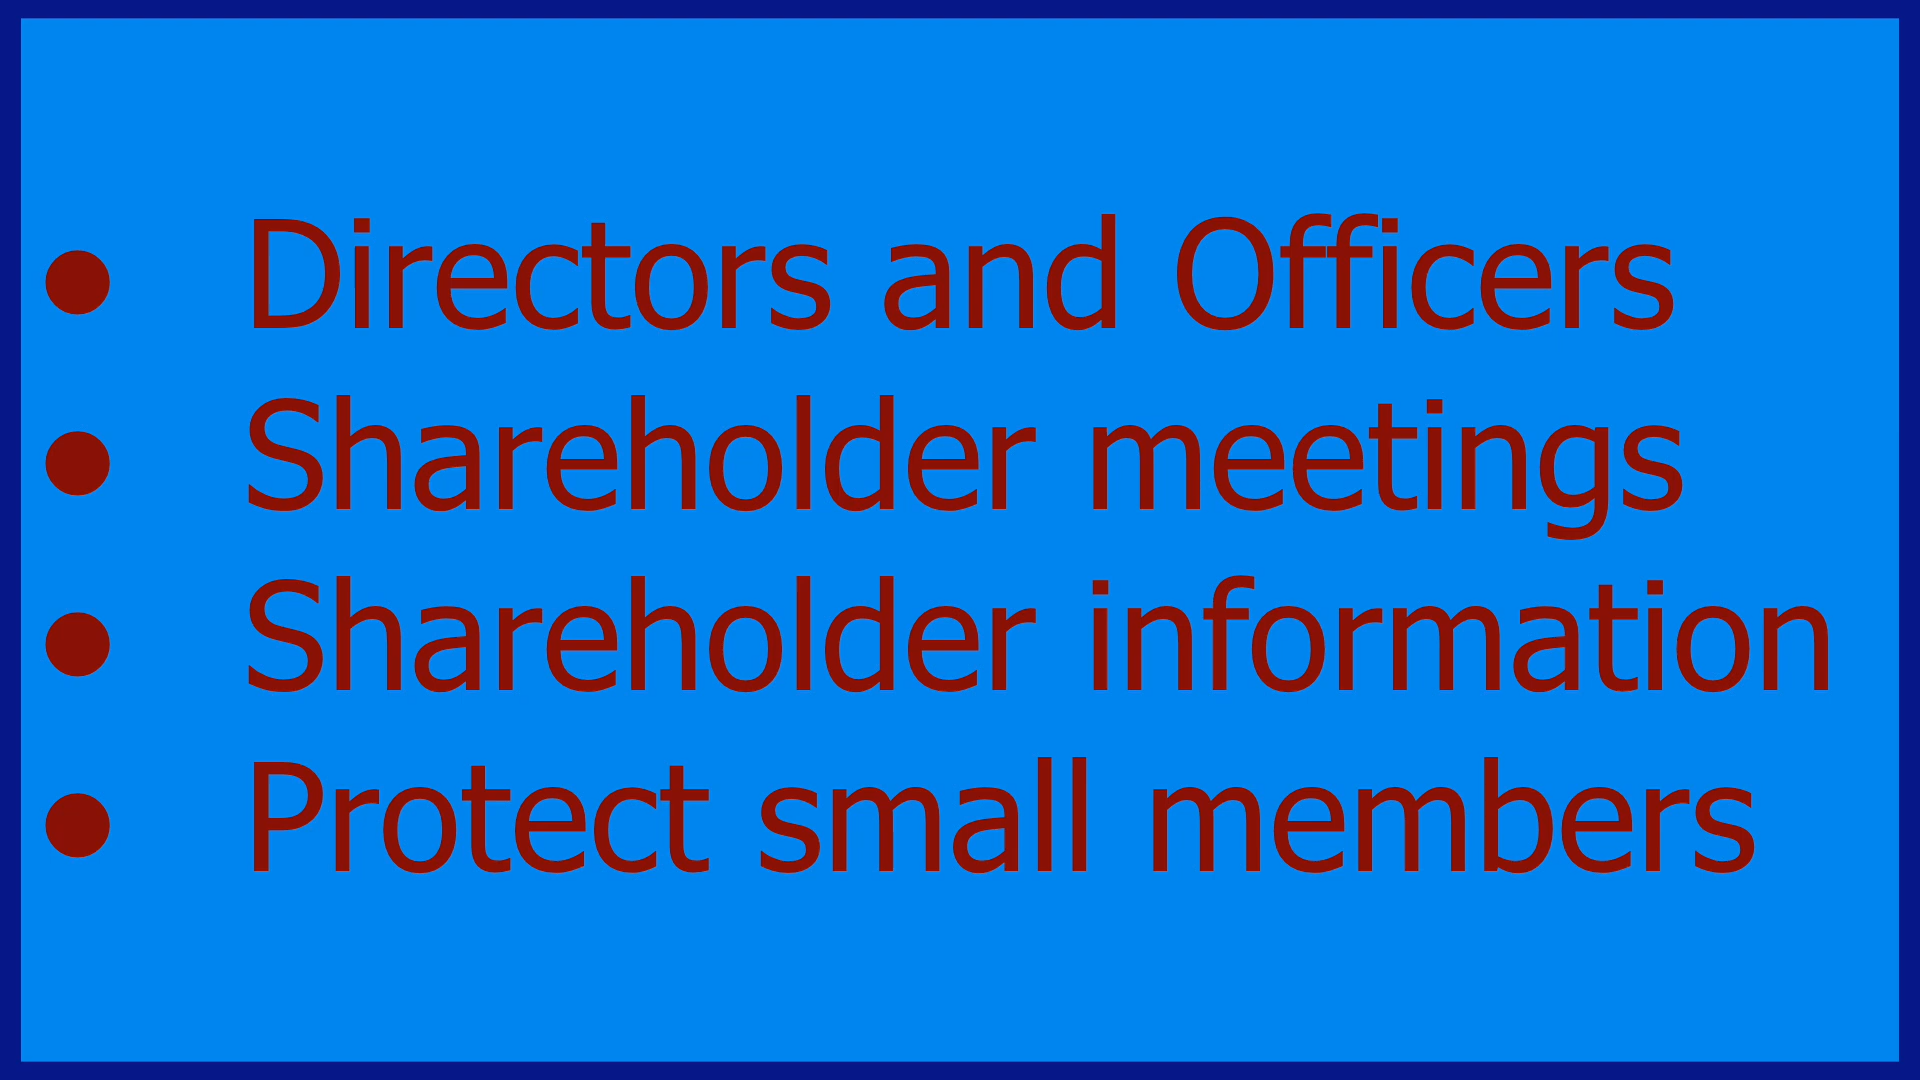 ● Directors and Officers
● Shareholder meetings
● Shareholder information
● Protect small members